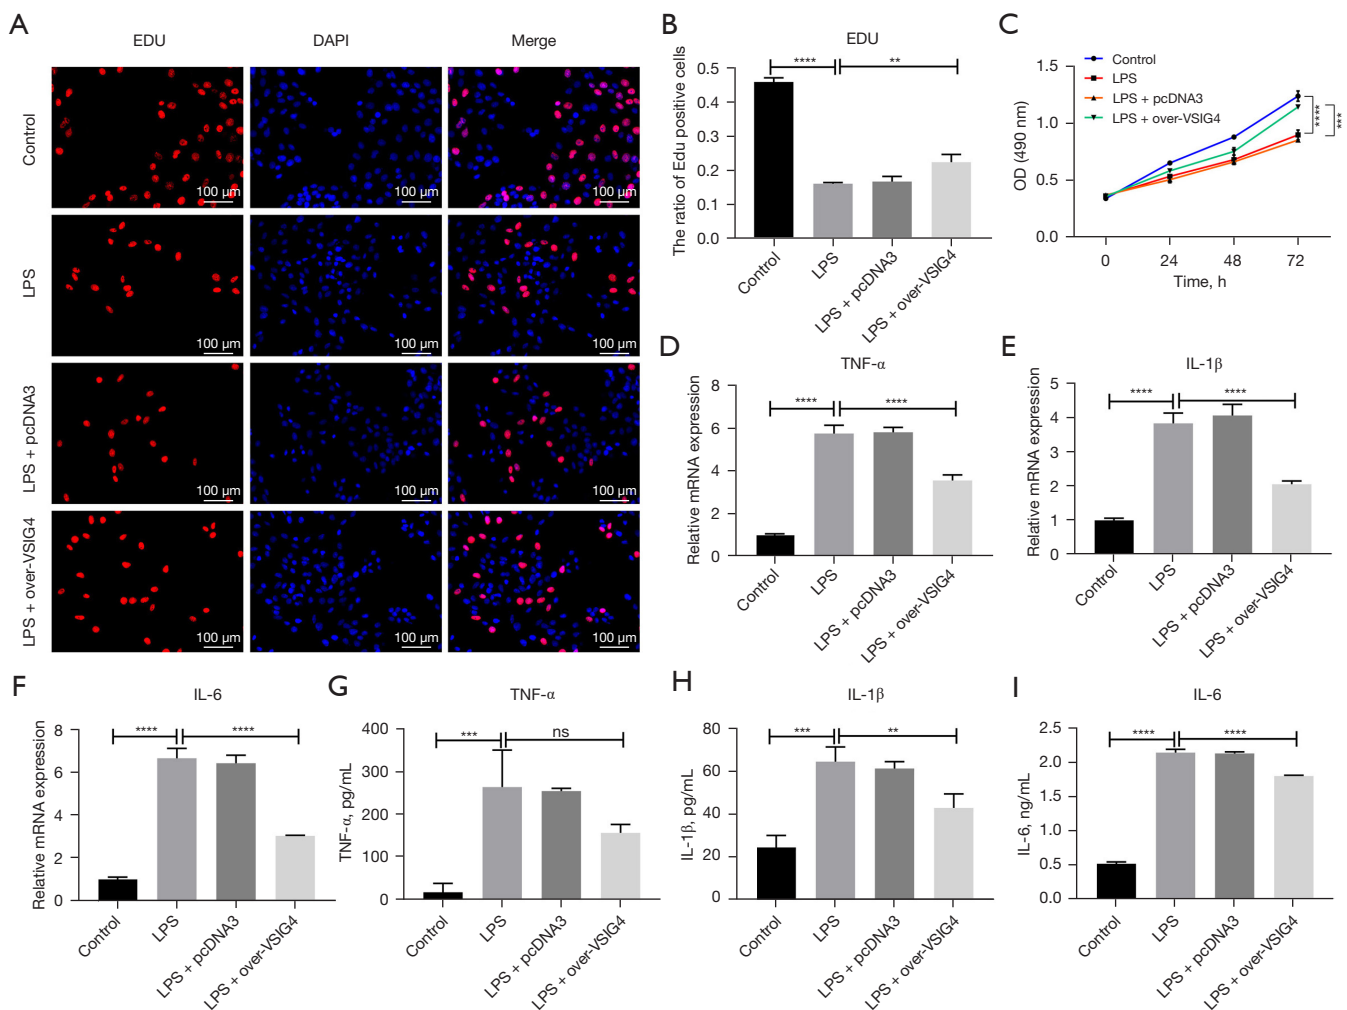 A
EDU
DAPI
Merge
Control
100 µm
100 µm
100 µm
LPS
100 µm
100 µm
100 µm
LPS + pcDNA3
100 µm
100 µm
100 µm
LPS + over-VSIG4
100 µm
100 µm
100 µm
B
EDU
The ratio of Edu positive cells
0.5
0.4
0.3
0.2
0.1
0.0
****
**
Control
LPS
LPS + pcDNA3
LPS + over-VSIG4
C
Control
LPS
LPS + pcDNA3
LPS + over-VSIG4
OD (490 nm)
1.5
1.0
0.5
0.0
****
***
0
24
48
72
Time, h
D
TNF-α
Relative mRNA expression
8
6
4
2
0
****
****
Control
LPS
LPS + pcDNA3
LPS + over-VSIG4
E
IL-1β
Relative mRNA expression
5
4
3
2
1
0
****
****
Control
LPS
LPS + pcDNA3
LPS + over-VSIG4
F
IL-6
Relative mRNA expression
8
6
4
2
0
****
****
Control
LPS
LPS + pcDNA3
LPS + over-VSIG4
G
TNF-α
TNF-α, pg/mL
400
300
200
100
0
***
ns
Control
LPS
LPS + pcDNA3
LPS + over-VSIG4
H
IL-1β
IL-1β, pg/mL
80
60
40
20
0
***
**
Control
LPS
LPS + pcDNA3
LPS + over-VSIG4
I
IL-6
IL-6, ng/mL
2.5
2.0
1.5
1.0
0.5
0.0
****
****
Control
LPS
LPS + pcDNA3
LPS + over-VSIG4